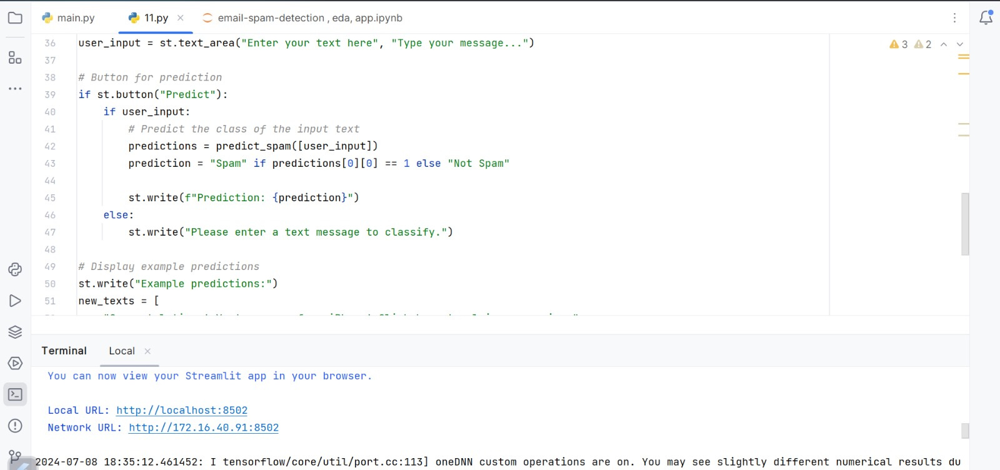 main.py 11.py email-spam-detection , eda, app.ipynb
3 2
36 user_input = st.text_area("Enter your text here", "Type your message...")
37
38 # Button for prediction
39 if st.button("Predict"):
40 if user_input:
41 # Predict the class of the input text
42 predictions = predict_spam([user_input])
43 prediction = "Spam" if predictions[0][0] == 1 else "Not Spam"
44
45 st.write(f"Prediction: {prediction}")
46 else:
47 st.write("Please enter a text message to classify.")
48
49 # Display example predictions
50 st.write("Example predictions:")
51 new_texts = [
Terminal Local
You can now view your Streamlit app in your browser.
Local URL: http://localhost:8502
Network URL: http://172.16.40.91:8502
2024-07-08 18:35:12.461452: I tensorflow/core/util/port.cc:113] oneDNN custom operations are on. You may see slightly different numerical results du